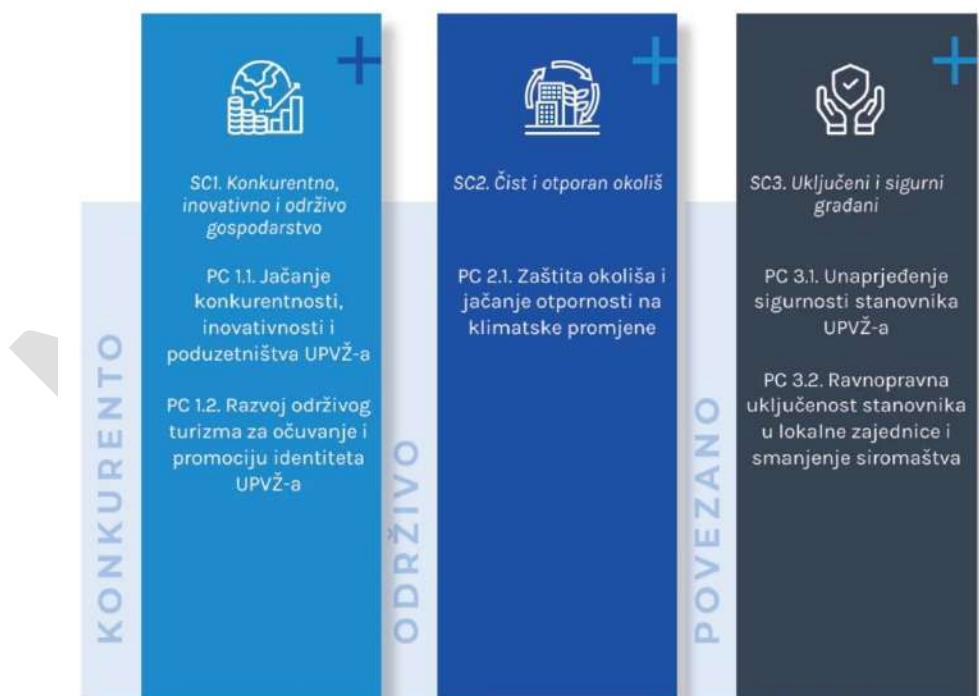 KONKURENTO
SC1. Konkurentno,
inovativno i održivo
gospodarstvo
PC 1.1. Jačanje
konkurentnosti,
inovativnosti i
poduzetništva UPVŽ-a
PC 1.2. Razvoj održivog
turizma za očuvanje i
promociju identiteta
UPVŽ-a
ODRŽIVO
SC2. Čist i otporan okoliš
PC 2.1. Zaštita okoliša i
jačanje otpornosti na
klimatske promjene
POVEZANO
SC3. Uključeni i sigurni
građani
PC 3.1. Unaprjeđenje
sigurnosti stanovnika
UPVŽ-a
PC 3.2. Ravnopravna
uključenost stanovnika
u lokalne zajednice i
smanjenje siromaštva